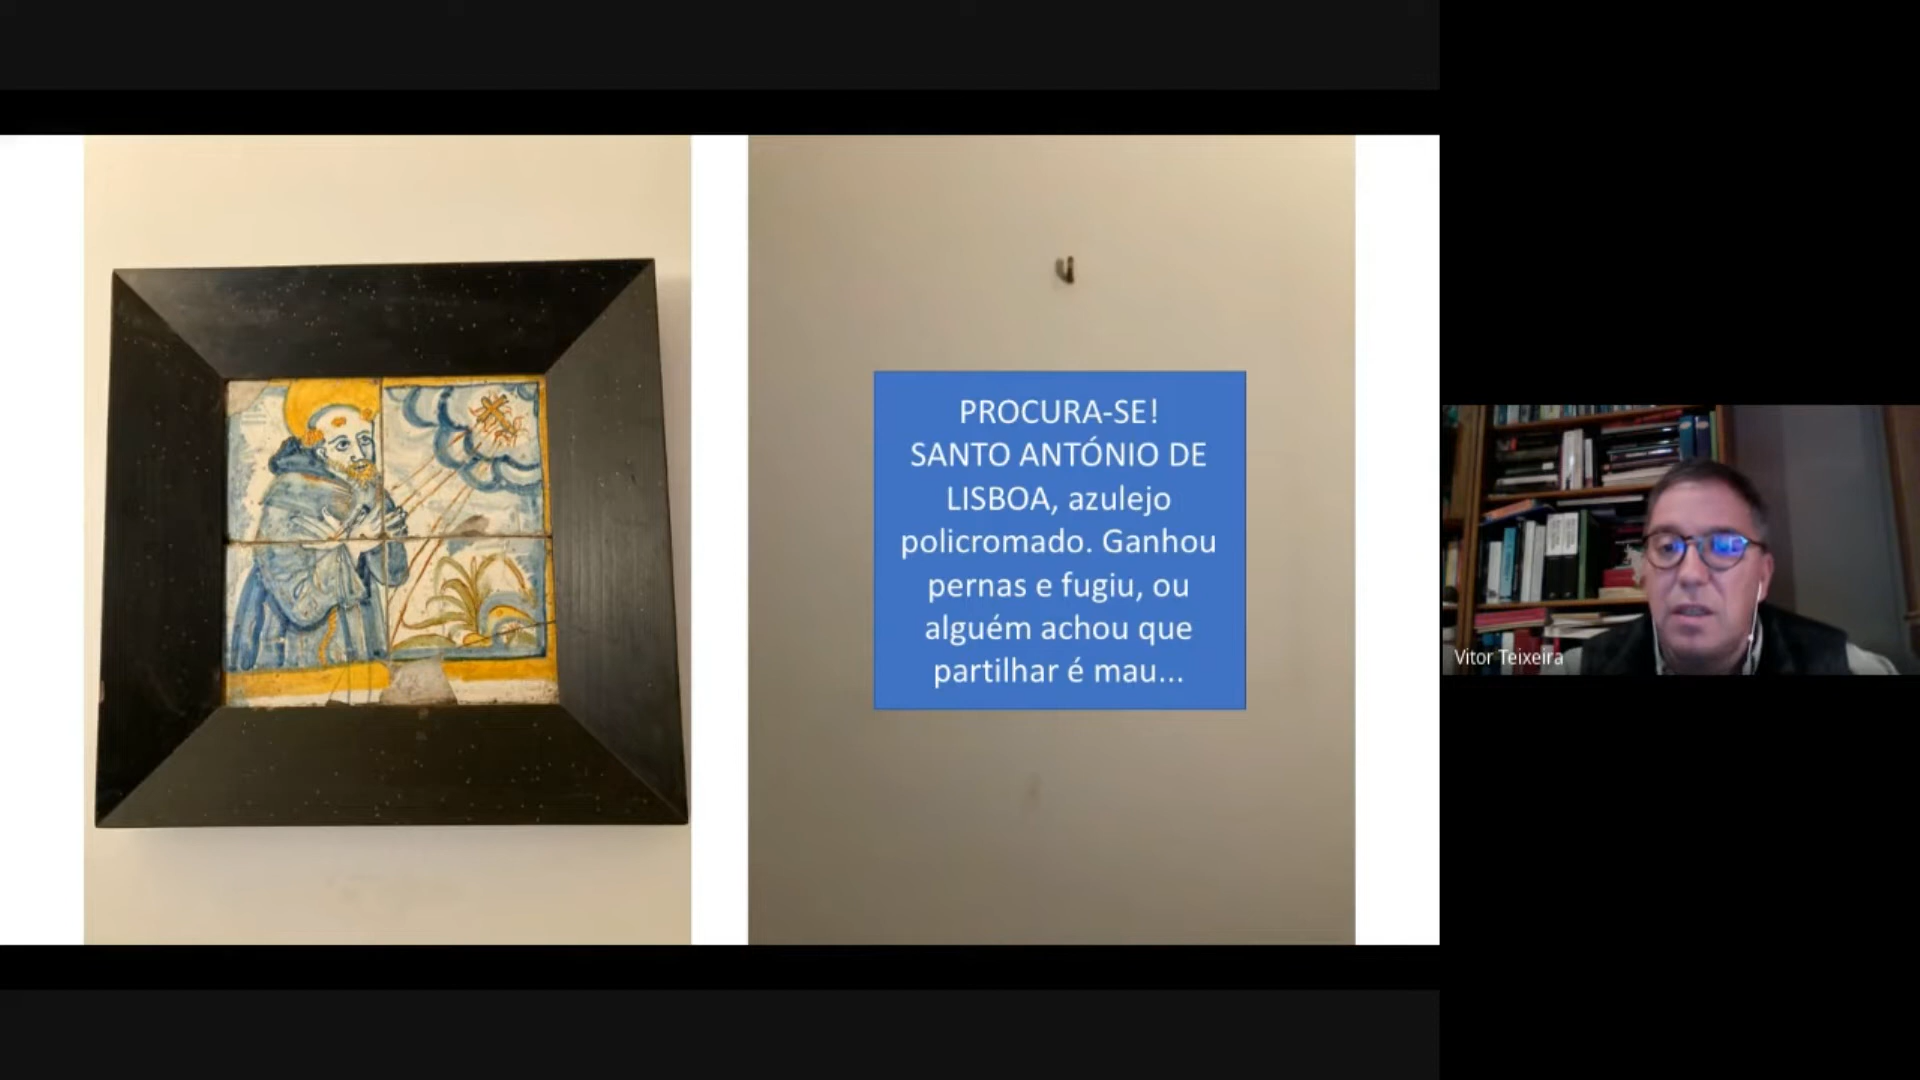 PROCURA-SE!
SANTO ANTÓNIO DE
LISBOA, azulejo
policromado. Ganhou
pernas e fugiu, ou
alguém achou que
partilhar é mau...
Vitor Teixeira